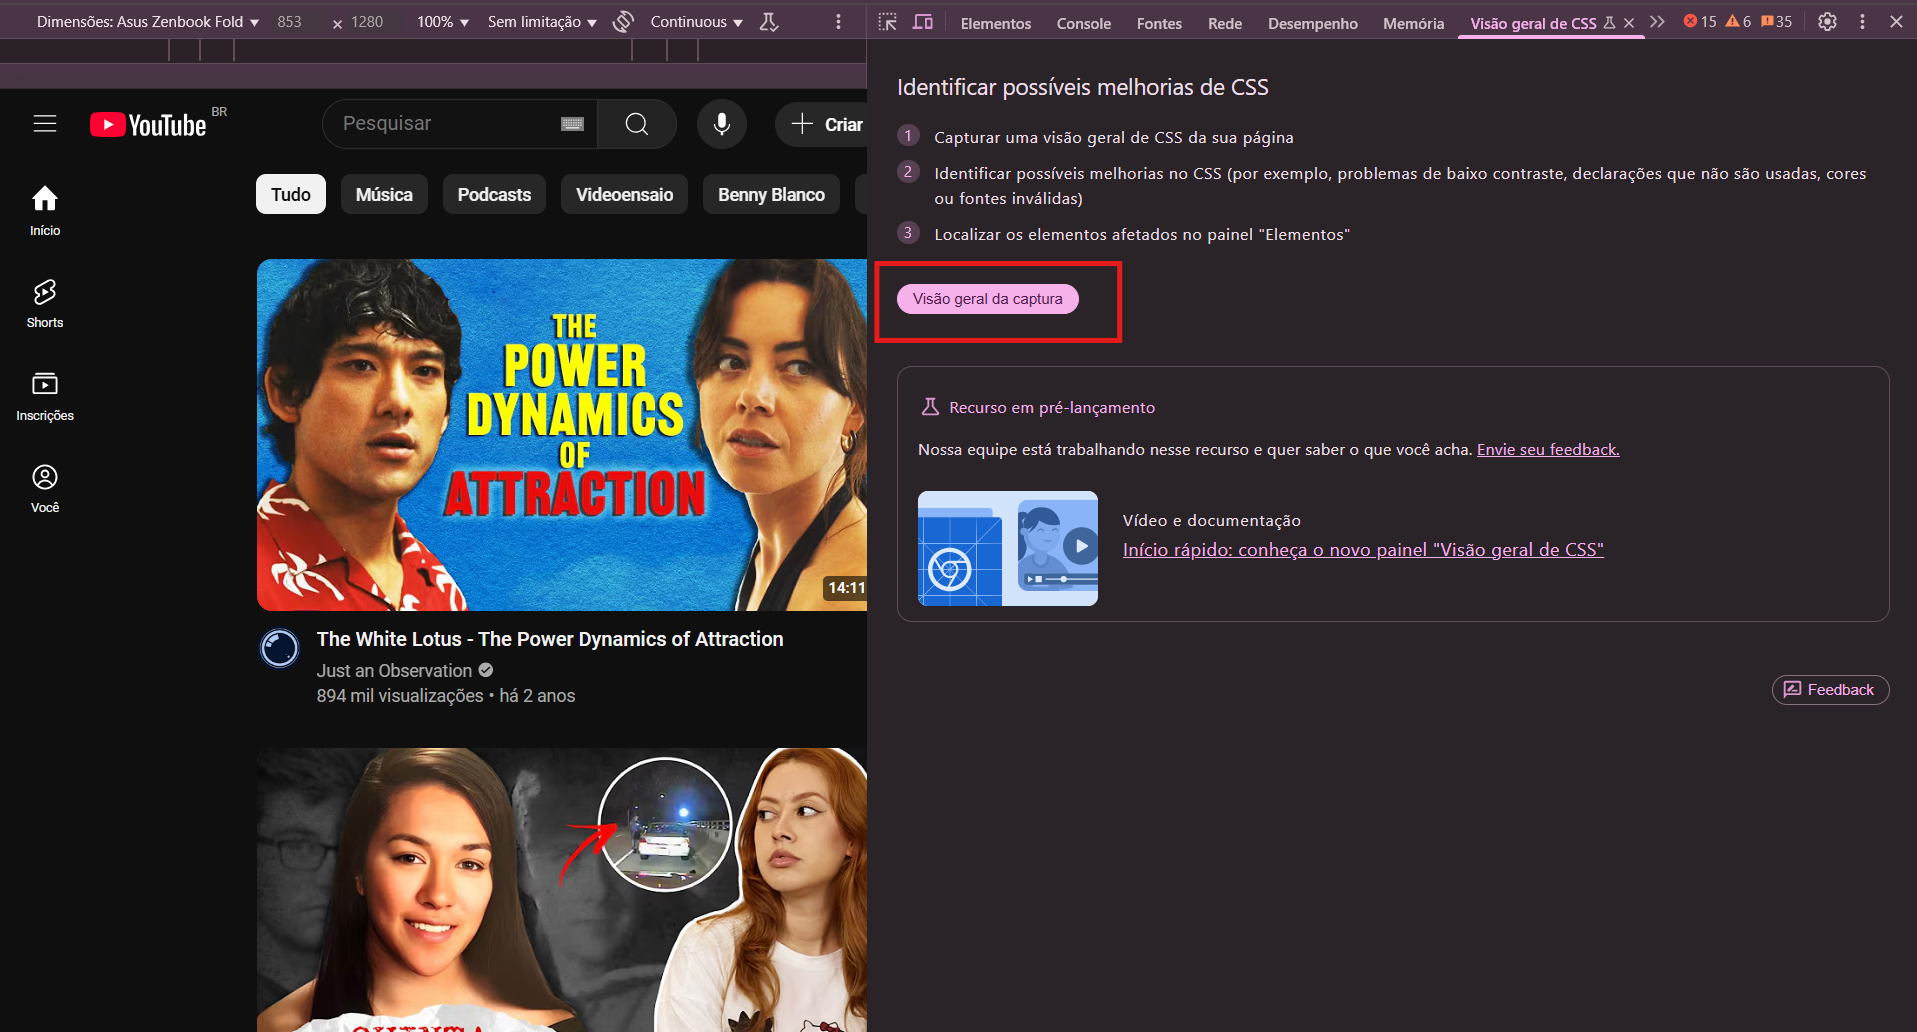 Dimensões: Asus Zenbook Fold 853 x 1280 100% Sem limitação Continuous
Elementos Console Fontes Rede Desempenho Memória Visão geral de CSS 15 6 35
YouTube BR
Pesquisar
Criar
Tudo Música Podcasts Videoensaio Benny Blanco
Início
Shorts
Inscrições
Você
THE
POWER
DYNAMICS
OF
ATTRACTION
14:11
The White Lotus - The Power Dynamics of Attraction
Just an Observation
894 mil visualizações • há 2 anos
Identificar possíveis melhorias de CSS
1 Capturar uma visão geral de CSS da sua página
2 Identificar possíveis melhorias no CSS (por exemplo, problemas de baixo contraste, declarações que não são usadas, cores
ou fontes inválidas)
3 Localizar os elementos afetados no painel "Elementos"
Visão geral da captura
Recurso em pré-lançamento
Nossa equipe está trabalhando nesse recurso e quer saber o que você acha. Envie seu feedback.
Vídeo e documentação
Início rápido: conheça o novo painel "Visão geral de CSS"
Feedback